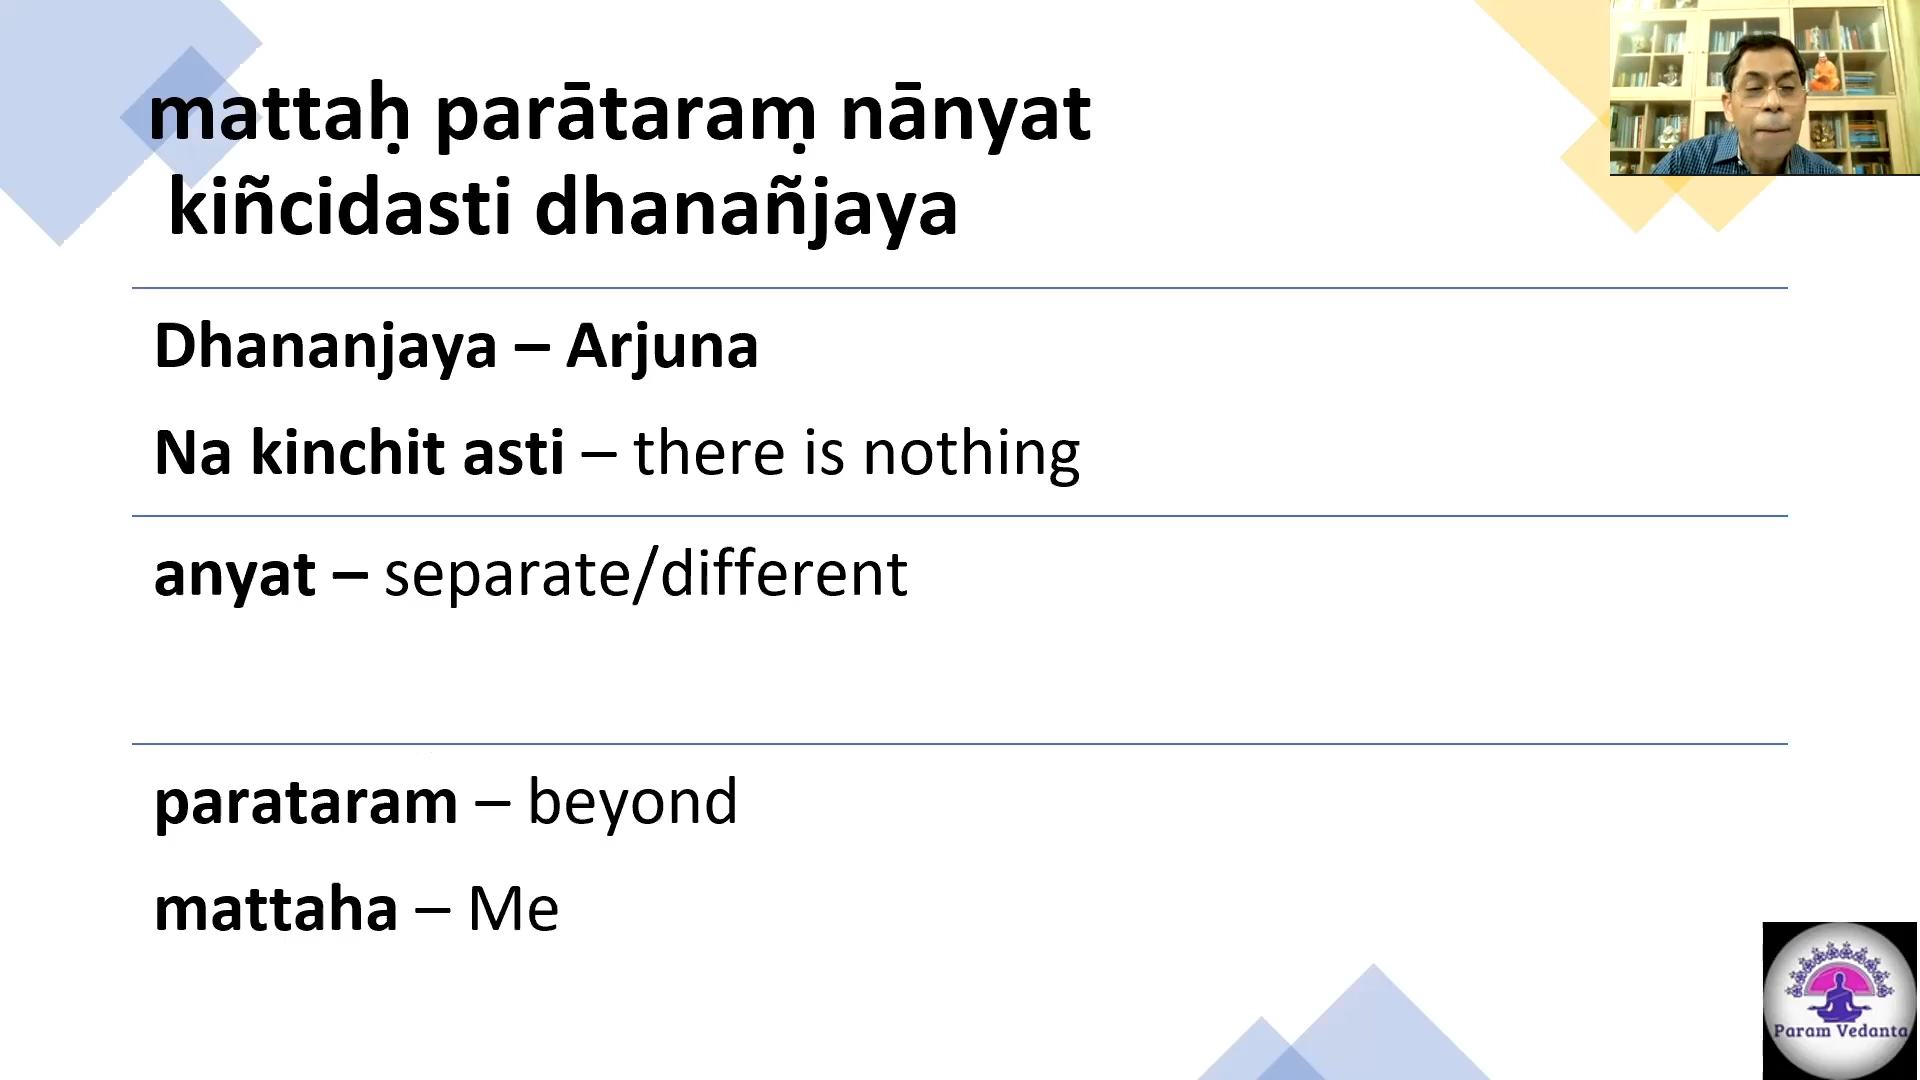 mattaḥ parātaraṃ nānyat
kiñcidasti dhanañjaya
Dhananjaya – Arjuna
Na kinchit asti – there is nothing
anyat – separate/different
parataram – beyond
mattaha – Me
Param Vedanta